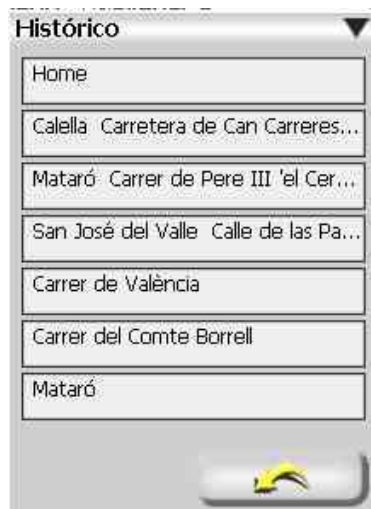 Histórico
Home
Calella Carretera de Can Carreres...
Mataró Carrer de Pere III 'el Cer...
San José del Valle Calle de las Pa...
Carrer de València
Carrer del Comte Borrell
Mataró